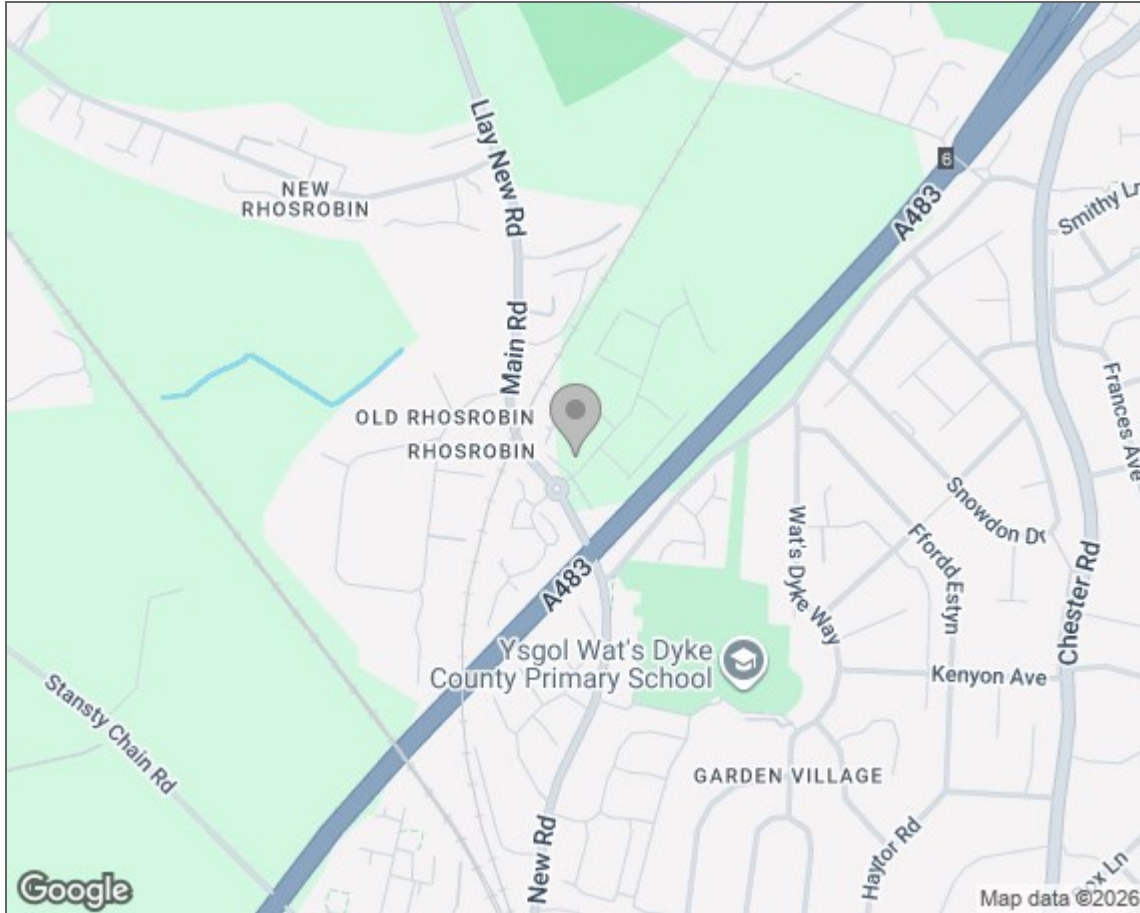 Llay New Rd
NEW
RHOSROBIN
6
A483
Smithy Ln
Main Rd
Frances Ave
OLD RHOSROBIN
RHOSROBIN
Snowdon Dr
Wat's Dyke Way
Ffordd Estyn
Chester Rd
A483
Ysgol Wat's Dyke
County Primary School
Kenyon Ave
Stansty Chain Rd
GARDEN VILLAGE
New Rd
Haytor Rd
Box Ln
Google
Map data ©2026